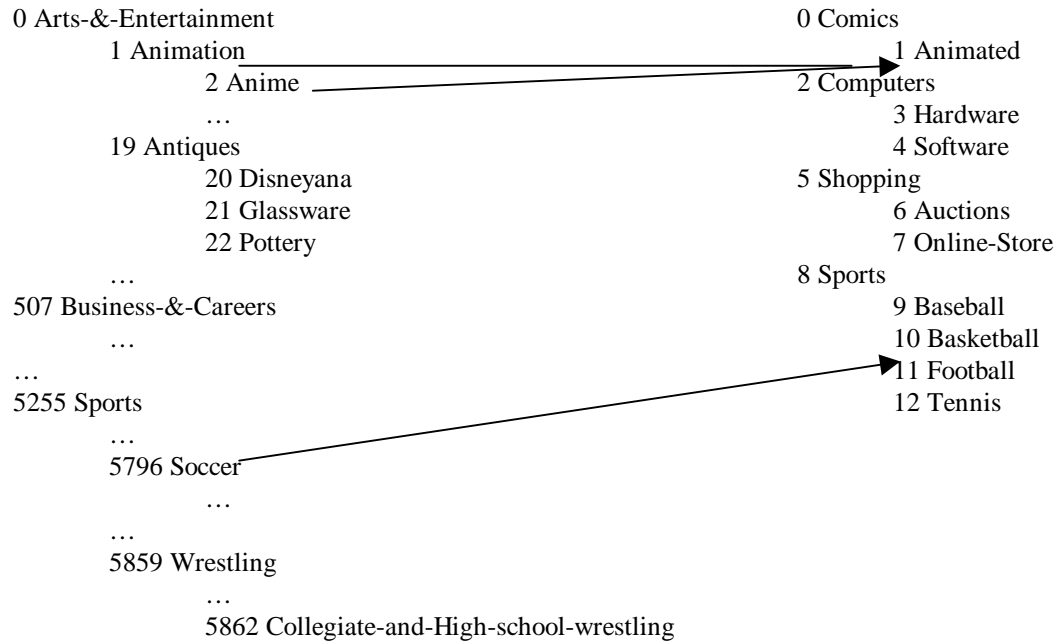 0 Arts-&-Entertainment
1 Animation
2 Anime
…
19 Antiques
20 Disneyana
21 Glassware
22 Pottery
…
507 Business-&-Careers
…
…
5255 Sports
…
5796 Soccer
…
…
5859 Wrestling
…
5862 Collegiate-and-High-school-wrestling
0 Comics
1 Animated
2 Computers
3 Hardware
4 Software
5 Shopping
6 Auctions
7 Online-Store
8 Sports
9 Baseball
10 Basketball
11 Football
12 Tennis